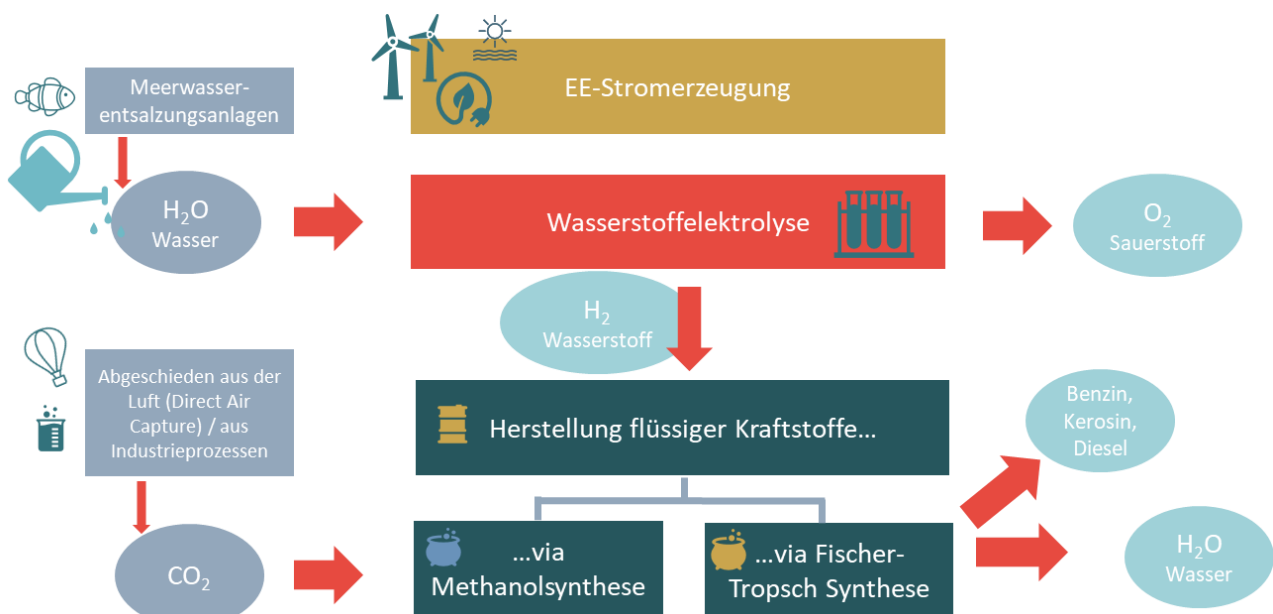 EE-Stromerzeugung
Meerwasser-
entsalzungsanlagen
H₂O
Wasser
Wasserstoffelektrolyse
O₂
Sauerstoff
H₂
Wasserstoff
Abgeschieden aus der
Luft (Direct Air
Capture) / aus
Industrieprozessen
Herstellung flüssiger Kraftstoffe...
Benzin,
Kerosin,
Diesel
CO₂
...via
Methanolsynthese
...via Fischer-
Tropsch Synthese
H₂O
Wasser